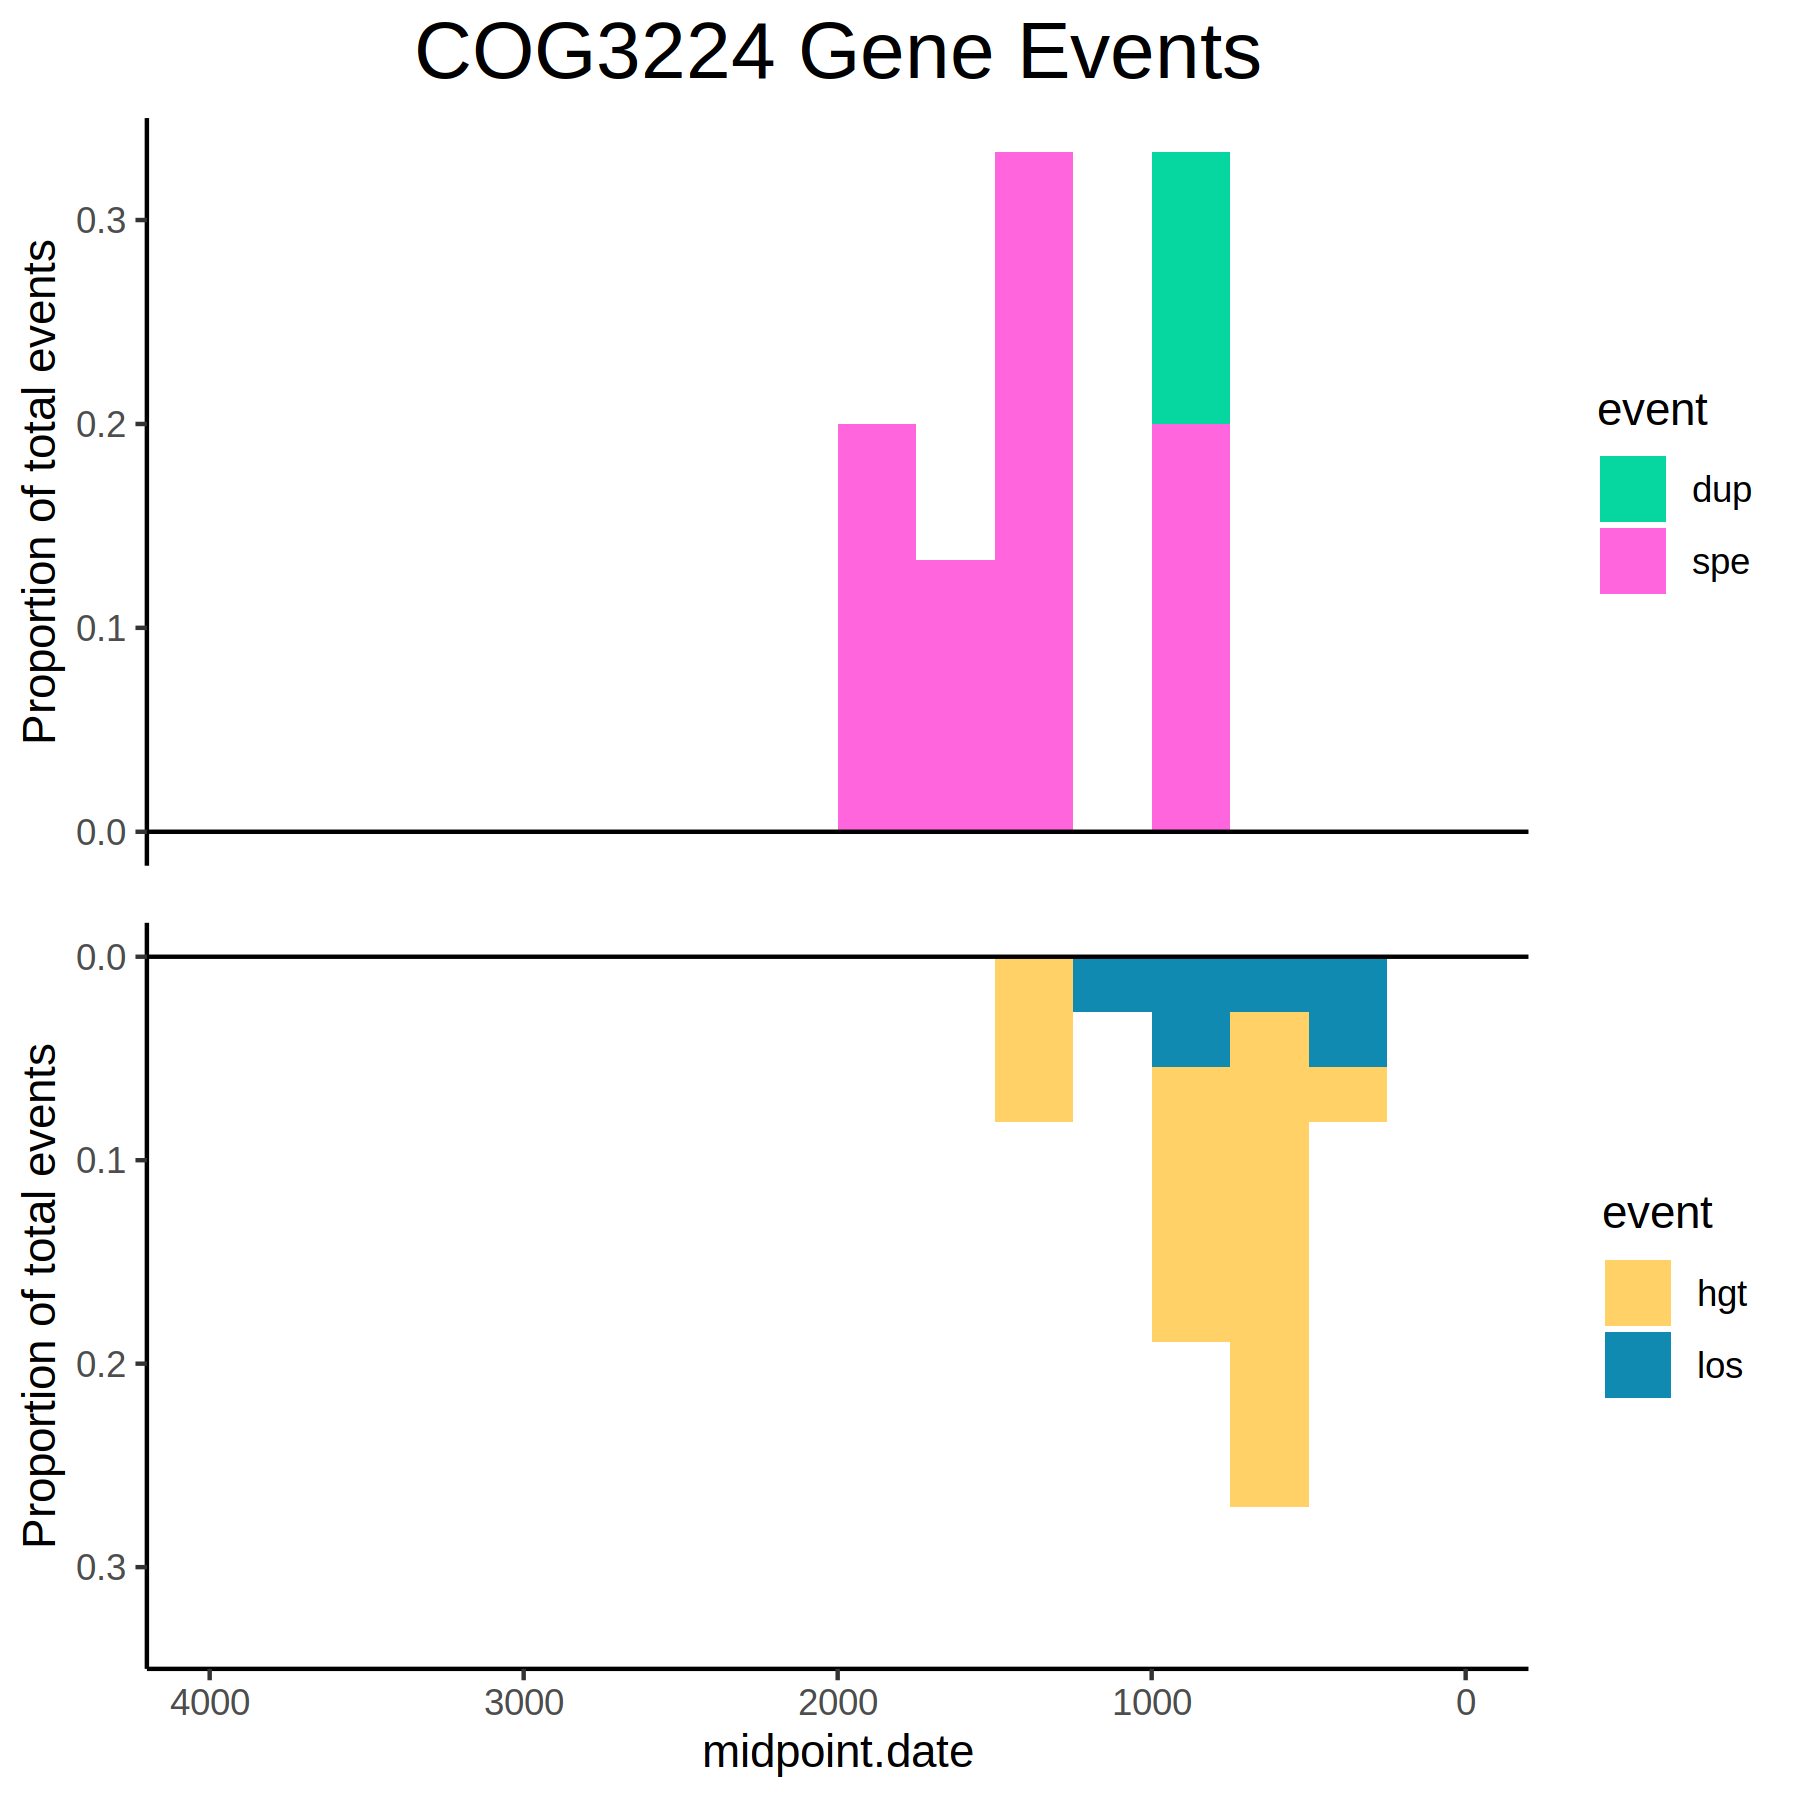 COG3224 Gene Events
Proportion of total events
0.3
0.2
0.1
0.0
event
dup
spe
Proportion of total events
0.0
0.1
0.2
0.3
event
hgt
los
4000 3000 2000 1000 0
midpoint.date